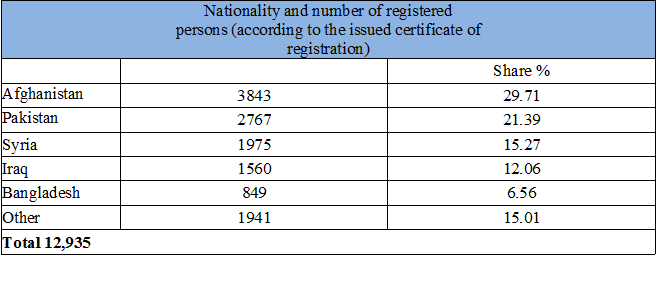 Nationality and number of registered
persons (according to the issued certificate of
registration)
Share %
Afghanistan 3843 29.71
Pakistan 2767 21.39
Syria 1975 15.27
Iraq 1560 12.06
Bangladesh 849 6.56
Other 1941 15.01
Total 12,935